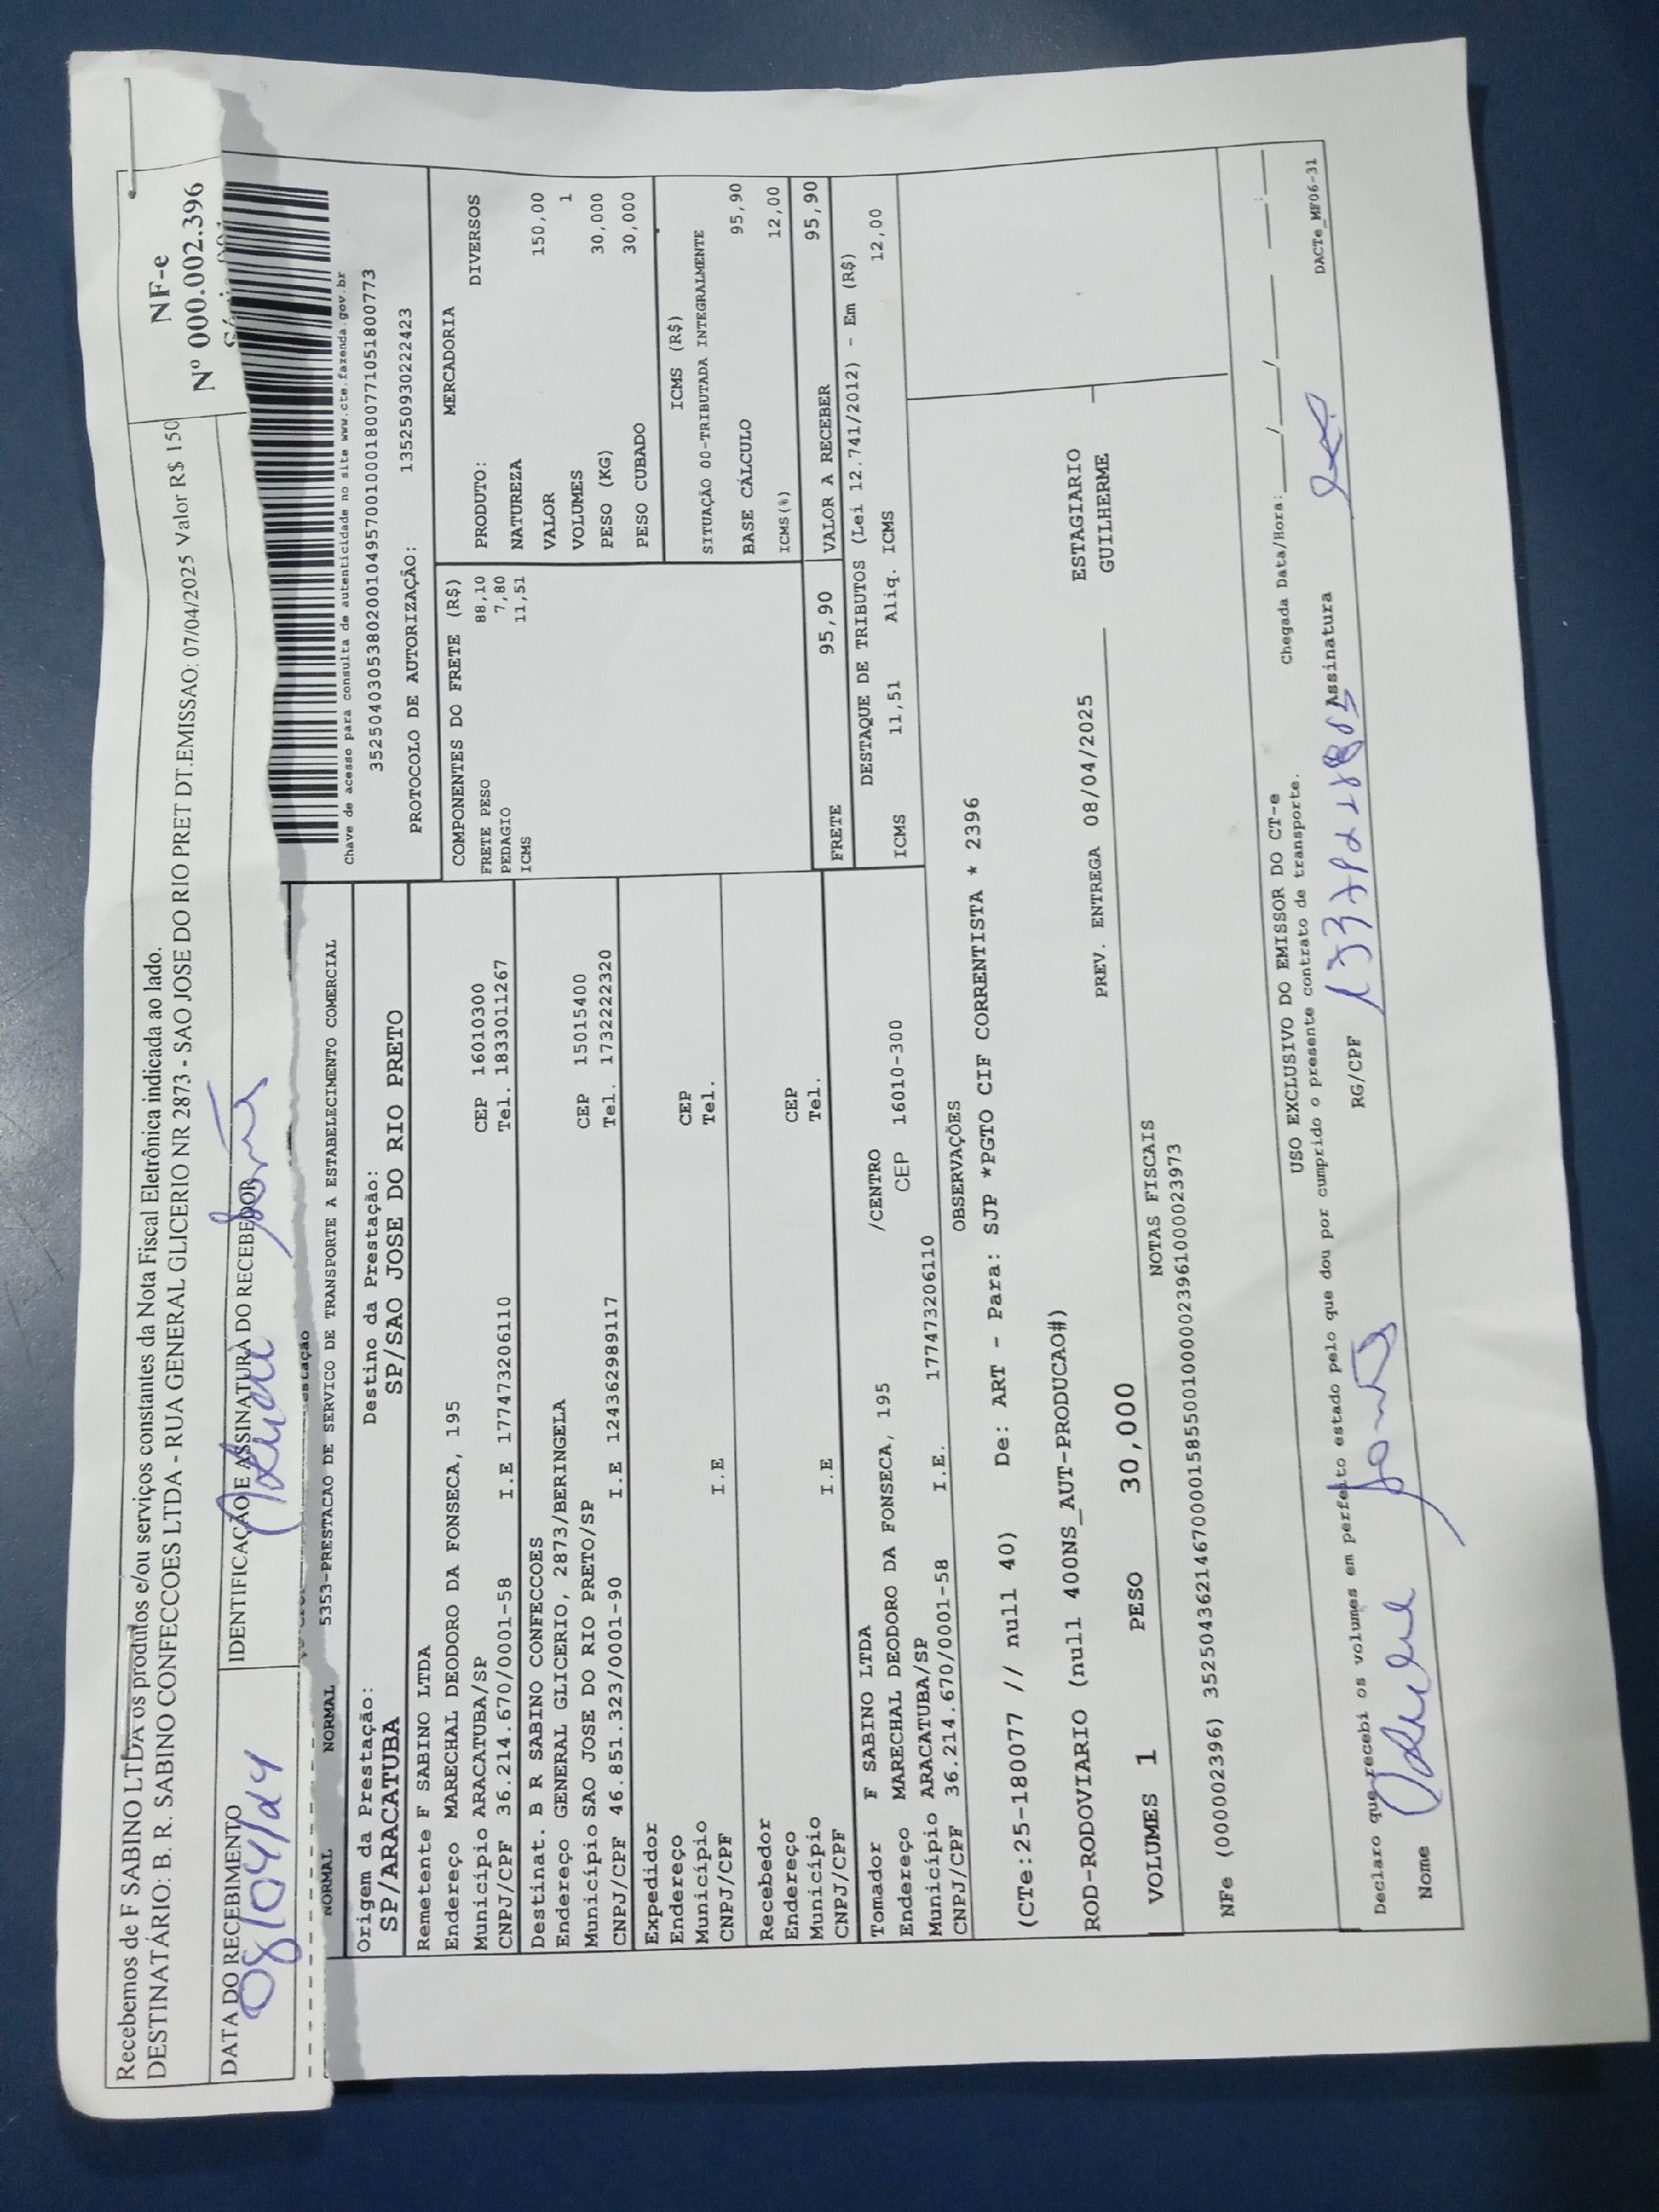 Recebemos de F SABINO LTDA os produtos e/ou serviços constantes da Nota Fiscal Eletrônica indicada ao lado.
DESTINATÁRIO: B. R. SABINO CONFECCOES LTDA - RUA GENERAL GLICERIO NR 2873 - SAO JOSE DO RIO PRET DT.EMISSAO: 07/04/2025 Valor R$ 150
NF-e
Nº 000.002.396
DATA DO RECEBIMENTO
IDENTIFICAÇÃO E ASSINATURA DO RECEBEDOR
NORMAL NORMAL 5353-PRESTACAO DE SERVICO DE TRANSPORTE A ESTABELECIMENTO COMERCIAL
Chave de acesso para consulta de autenticidade no site www.cte.fazenda.gov.br
35250403053802001049570010001800771051800773
PROTOCOLO DE AUTORIZAÇÃO: 135250930222423
Origem da Prestação:
SP/ARACATUBA
Destino da Prestação:
SP/SAO JOSE DO RIO PRETO
Remetente F SABINO LTDA
Endereço MARECHAL DEODORO DA FONSECA, 195
CEP 16010300
Município ARACATUBA/SP
Tel. 1833011267
CNPJ/CPF 36.214.670/0001-58 I.E 177473206110
Destinat. B R SABINO CONFECCOES
Endereço GENERAL GLICERIO, 2873/BERINGELA
CEP 15015400
Município SAO JOSE DO RIO PRETO/SP
Tel. 1732222320
CNPJ/CPF 46.851.323/0001-90 I.E 124362989117
Expedidor
Endereço
CEP
Município
Tel.
CNPJ/CPF I.E
Recebedor
Endereço
CEP
Município
Tel.
CNPJ/CPF I.E
Tomador F SABINO LTDA
Endereço MARECHAL DEODORO DA FONSECA, 195 /CENTRO
Município ARACATUBA/SP CEP 16010-300
CNPJ/CPF 36.214.670/0001-58 I.E. 177473206110
COMPONENTES DO FRETE (R$)
FRETE PESO 88,10
PEDAGIO 7,80
ICMS 11,51
MERCADORIA
PRODUTO: DIVERSOS
NATUREZA
VALOR 150,00
VOLUMES 1
PESO (KG) 30,000
PESO CUBADO 30,000
ICMS (R$)
SITUAÇÃO 00-TRIBUTADA INTEGRALMENTE
BASE CÁLCULO 95,90
ICMS(%) 12,00
FRETE 95,90 VALOR A RECEBER 95,90
DESTAQUE DE TRIBUTOS (Lei 12.741/2012) - Em (R$)
ICMS 11,51 Aliq. ICMS 12,00
OBSERVAÇÕES
(CTe:25-180077 // null 40) De: ART - Para: SJP *PGTO CIF CORRENTISTA * 2396
ROD-RODOVIARIO (null 400NS_AUT-PRODUCAO#)
PREV. ENTREGA 08/04/2025
ESTAGIARIO
GUILHERME
VOLUMES 1 PESO 30,000
NOTAS FISCAIS
NFe (000002396) 35250436214670000158550010000023961000023973
USO EXCLUSIVO DO EMISSOR DO CT-e
Chegada Data/Hora: ____/____/____ ___:___
Declaro que recebi os volumes em perfeito estado pelo que dou por cumprido o presente contrato de transporte.
Nome RG/CPF Assinatura
DACTe_MF06-31